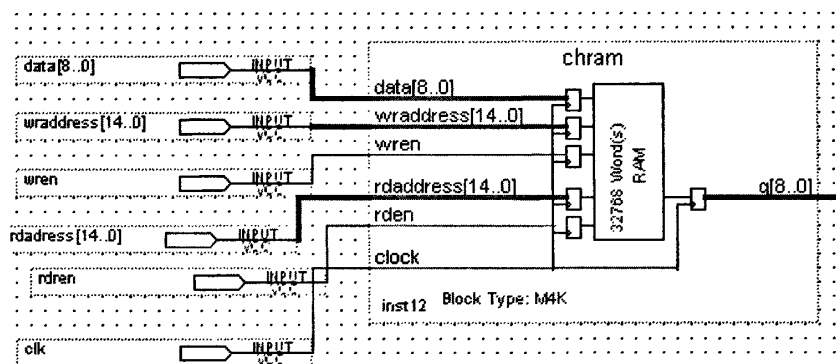 chram
data[8..0]
INPUT
data[8..0]
wraddress[14..0]
INPUT
wraddress[14..0]
wren
INPUT
wren
rdaddress[14..0]
32768 Word(s)
RAM
q[8..0]
rdadress[14..0]
INPUT
rden
rdren
INPUT
clock
inst12
Block Type: M4K
clk
INPUT